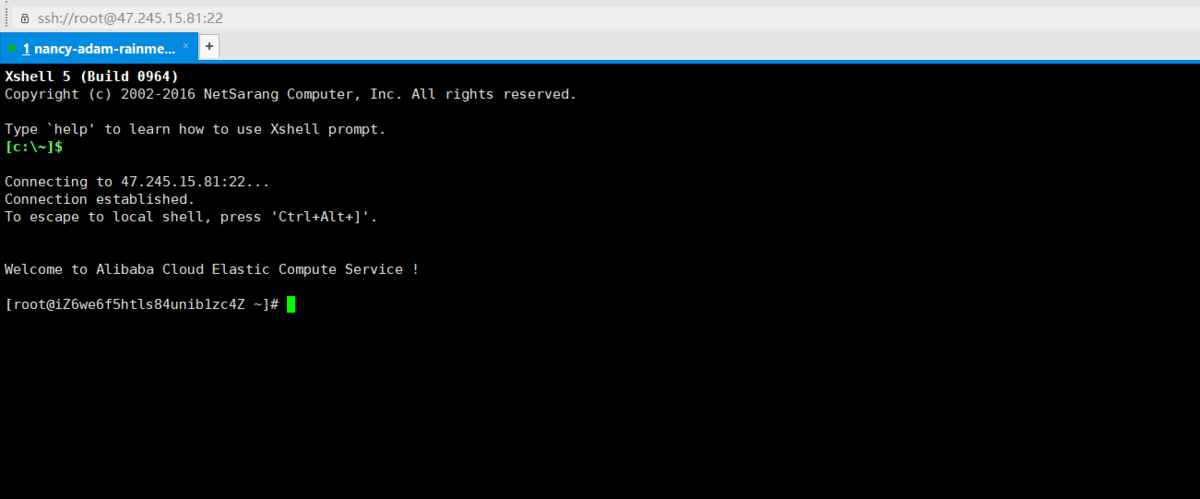 ssh://root@47.245.15.81:22
1 nancy-adam-rainme... × +
Xshell 5 (Build 0964)
Copyright (c) 2002-2016 NetSarang Computer, Inc. All rights reserved.
Type `help' to learn how to use Xshell prompt.
[c:\~]$
Connecting to 47.245.15.81:22...
Connection established.
To escape to local shell, press 'Ctrl+Alt+]'.
Welcome to Alibaba Cloud Elastic Compute Service !
[root@iZ6we6f5htls84unib1zc4Z ~]#